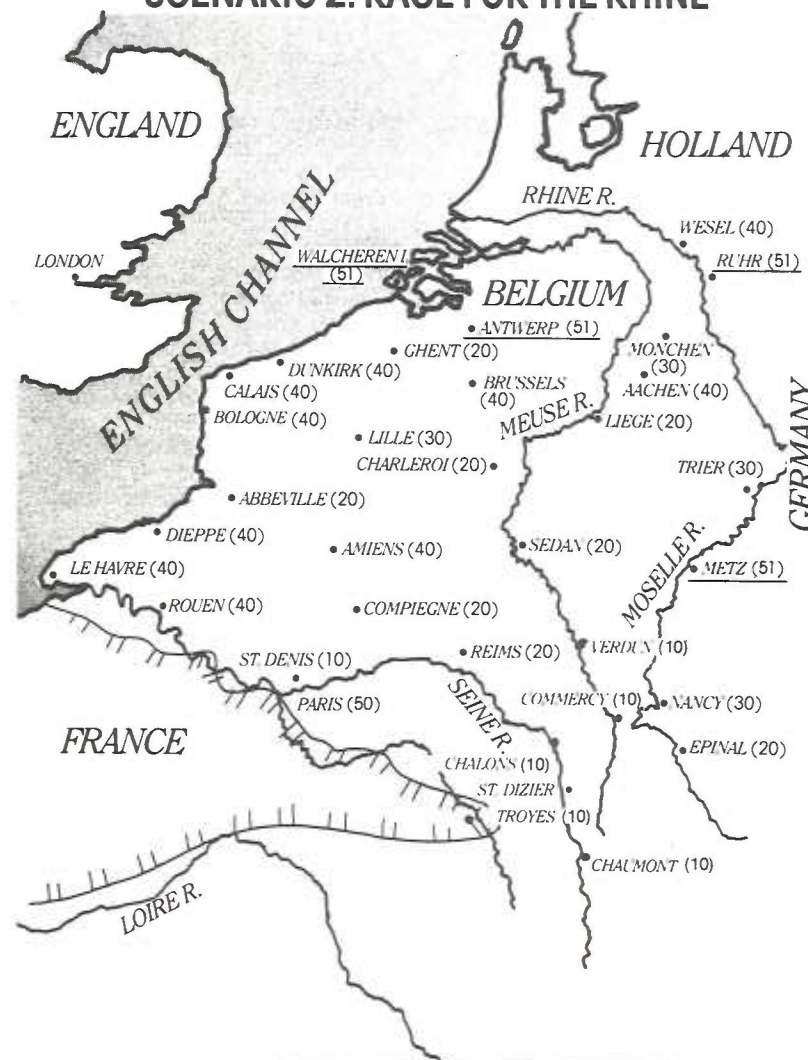 SCENARIO 2: RACE FOR THE RHINE
ENGLAND
HOLLAND
RHINE R.
WESEL (40)
LONDON
WALCHEREN I.
(51)
RUHR (51)
ENGLISH CHANNEL
BELGIUM
ANTWERP (51)
GHENT (20)
MONCHEN
(30)
DUNKIRK (40)
CALAIS (40)
BRUSSELS
(40)
AACHEN (40)
BOLOGNE (40)
MEUSE R.
LIEGE (20)
GERMANY
LILLE (30)
CHARLEROI (20)
TRIER (30)
ABBEVILLE (20)
DIEPPE (40)
AMIENS (40)
SEDAN (20)
MOSELLE R.
LE HAVRE (40)
METZ (51)
ROUEN (40)
COMPIEGNE (20)
ST. DENIS (10)
REIMS (20)
VERDUN (10)
PARIS (50)
SEINE R.
COMMERCY (10)
NANCY (30)
FRANCE
CHALONS (10)
EPINAL (20)
ST. DIZIER
TROYES (10)
CHAUMONT (10)
LOIRE R.